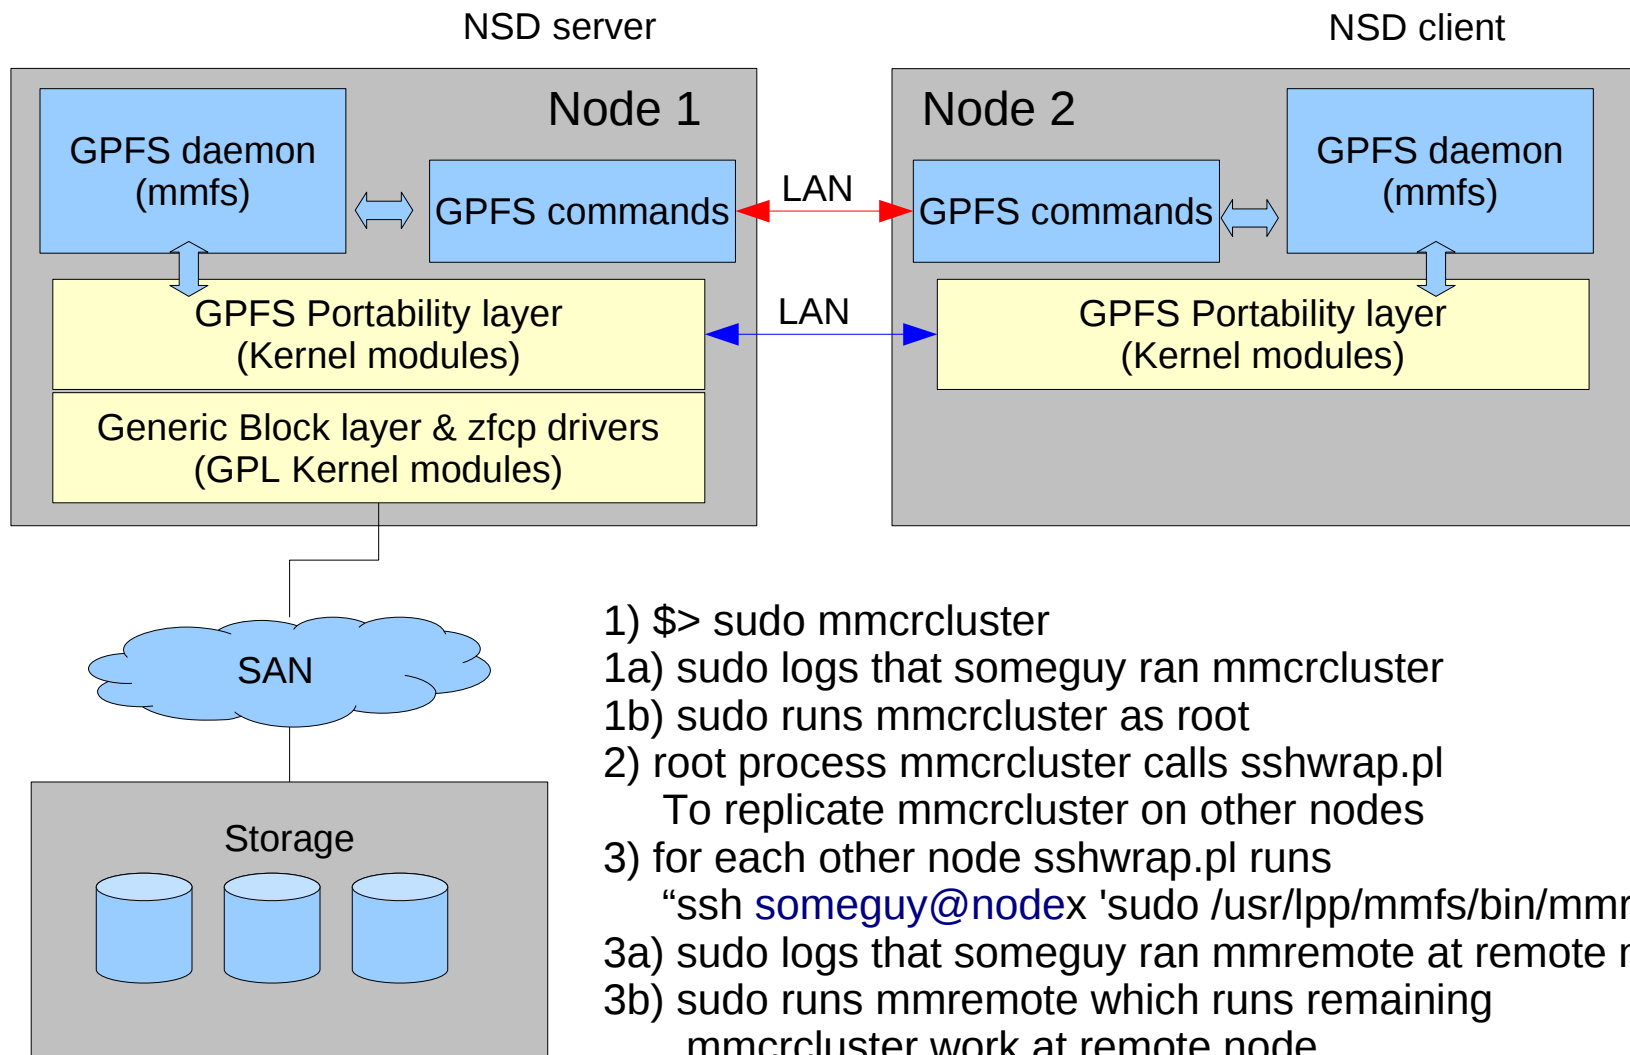 NSD server
NSD client
Node 1
Node 2
GPFS daemon
(mmfs)
GPFS commands
LAN
GPFS commands
GPFS daemon
(mmfs)
GPFS Portability layer
(Kernel modules)
LAN
GPFS Portability layer
(Kernel modules)
Generic Block layer & zfcp drivers
(GPL Kernel modules)
SAN
Storage
1) $> sudo mmcrcluster
1a) sudo logs that someguy ran mmcrcluster
1b) sudo runs mmcrcluster as root
2) root process mmcrcluster calls sshwrap.pl
To replicate mmcrcluster on other nodes
3) for each other node sshwrap.pl runs
“ssh someguy@nodex 'sudo /usr/lpp/mmfs/bin/mmr
3a) sudo logs that someguy ran mmremote at remote
3b) sudo runs mmremote which runs remaining
mmcrcluster work at remote node